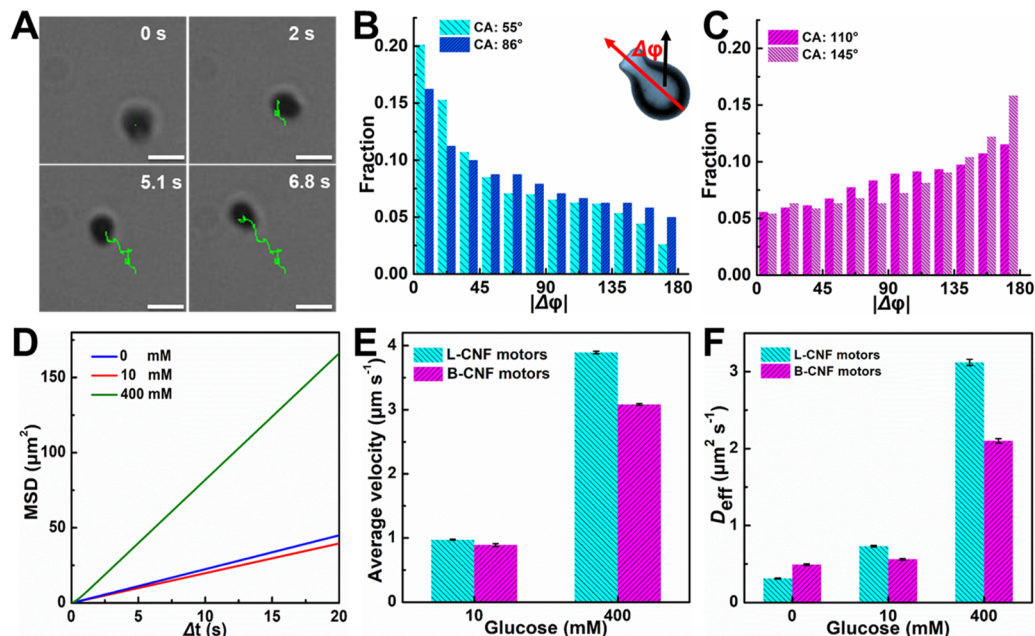 A
0 s
2 s
5.1 s
6.8 s
B
CA: 55°
CA: 86°
Δφ
Fraction
0.20
0.15
0.10
0.05
0.00
0 45 90 135 180
|Δφ|
C
CA: 110°
CA: 145°
Fraction
0.20
0.15
0.10
0.05
0.00
0 45 90 135 180
|Δφ|
D
0 mM
10 mM
400 mM
MSD (μm²)
150
100
50
0
0 5 10 15 20
Δt (s)
E
L-CNF motors
B-CNF motors
Average velocity (μm s⁻¹)
4
3
2
1
0
10 400
Glucose (mM)
F
L-CNF motors
B-CNF motors
Deff (μm² s⁻¹)
3
2
1
0
0 10 400
Glucose (mM)